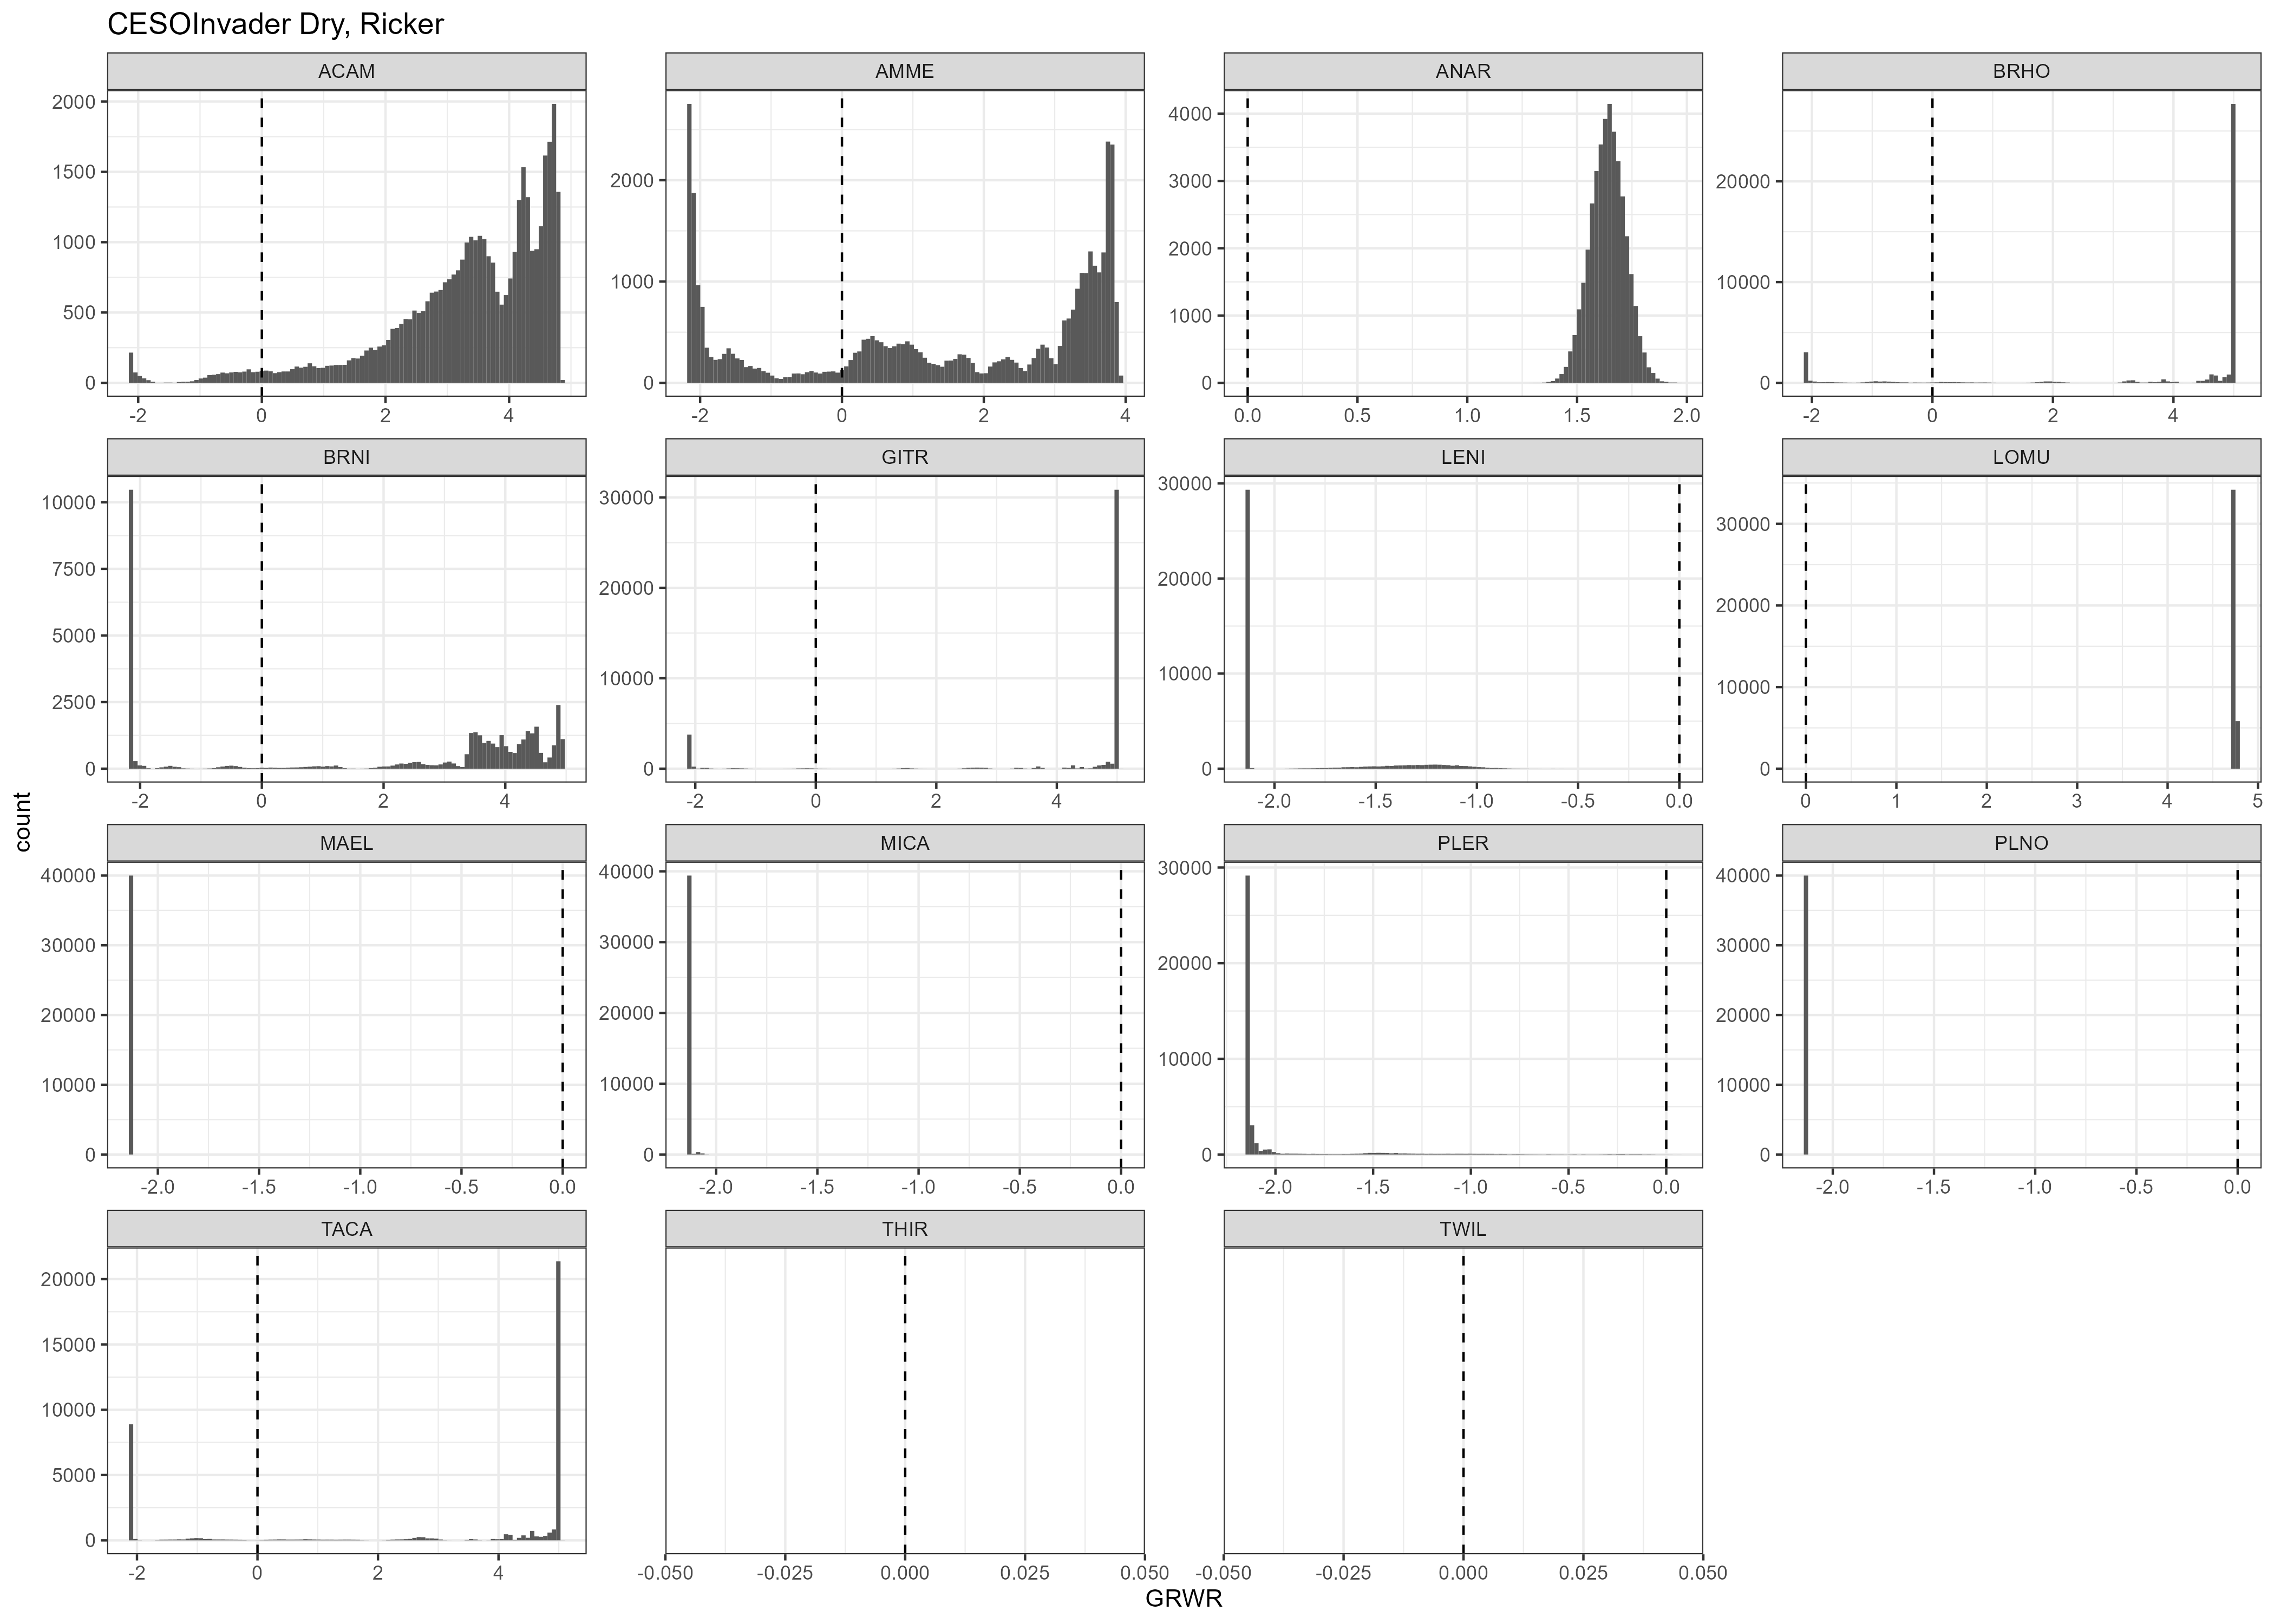 CESOInvader Dry, Ricker
ACAM AMME ANAR BRHO
2000 1500 1000 500 0
2000 1000 0
4000 3000 2000 1000 0
20000 10000 0
-2 0 2 4
-2 0 2 4
0.0 0.5 1.0 1.5 2.0
-2 0 2 4
BRNI GITR LENI LOMU
10000 7500 5000 2500 0
30000 20000 10000 0
30000 20000 10000 0
30000 20000 10000 0
-2 0 2 4
-2 0 2 4
-2.0 -1.5 -1.0 -0.5 0.0
0 1 2 3 4 5
count
MAEL MICA PLER PLNO
40000 30000 20000 10000 0
40000 30000 20000 10000 0
30000 20000 10000 0
40000 30000 20000 10000 0
-2.0 -1.5 -1.0 -0.5 0.0
-2.0 -1.5 -1.0 -0.5 0.0
-2.0 -1.5 -1.0 -0.5 0.0
-2.0 -1.5 -1.0 -0.5 0.0
TACA THIR TWIL
20000 15000 10000 5000 0
-2 0 2 4
-0.050 -0.025 0.000 0.025 0.050
-0.050 -0.025 0.000 0.025 0.050
GRWR